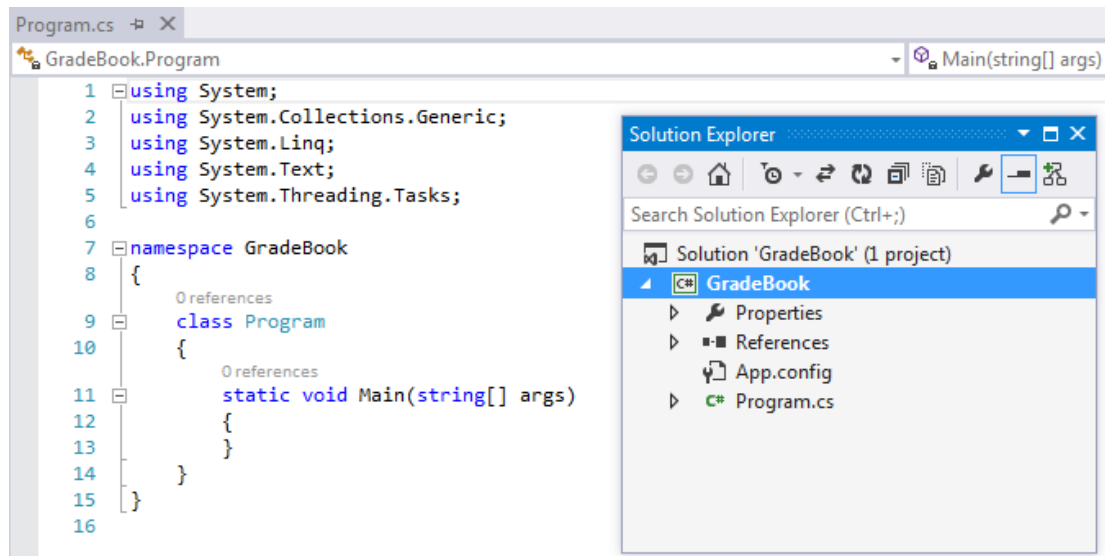 Program.cs
GradeBook.Program
Main(string[] args)
1 using System;
2 using System.Collections.Generic;
3 using System.Linq;
4 using System.Text;
5 using System.Threading.Tasks;
6
7 namespace GradeBook
8 {
0 references
9 class Program
10 {
0 references
11 static void Main(string[] args)
12 {
13 }
14 }
15 }
16
Solution Explorer
Search Solution Explorer (Ctrl+;)
Solution 'GradeBook' (1 project)
C# GradeBook
Properties
References
App.config
C# Program.cs